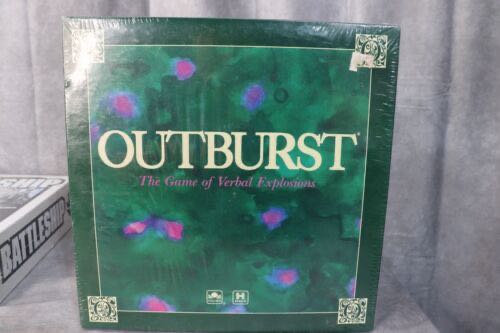 OUTBURST®
The Game of Verbal Explosions
BATTLESHIP